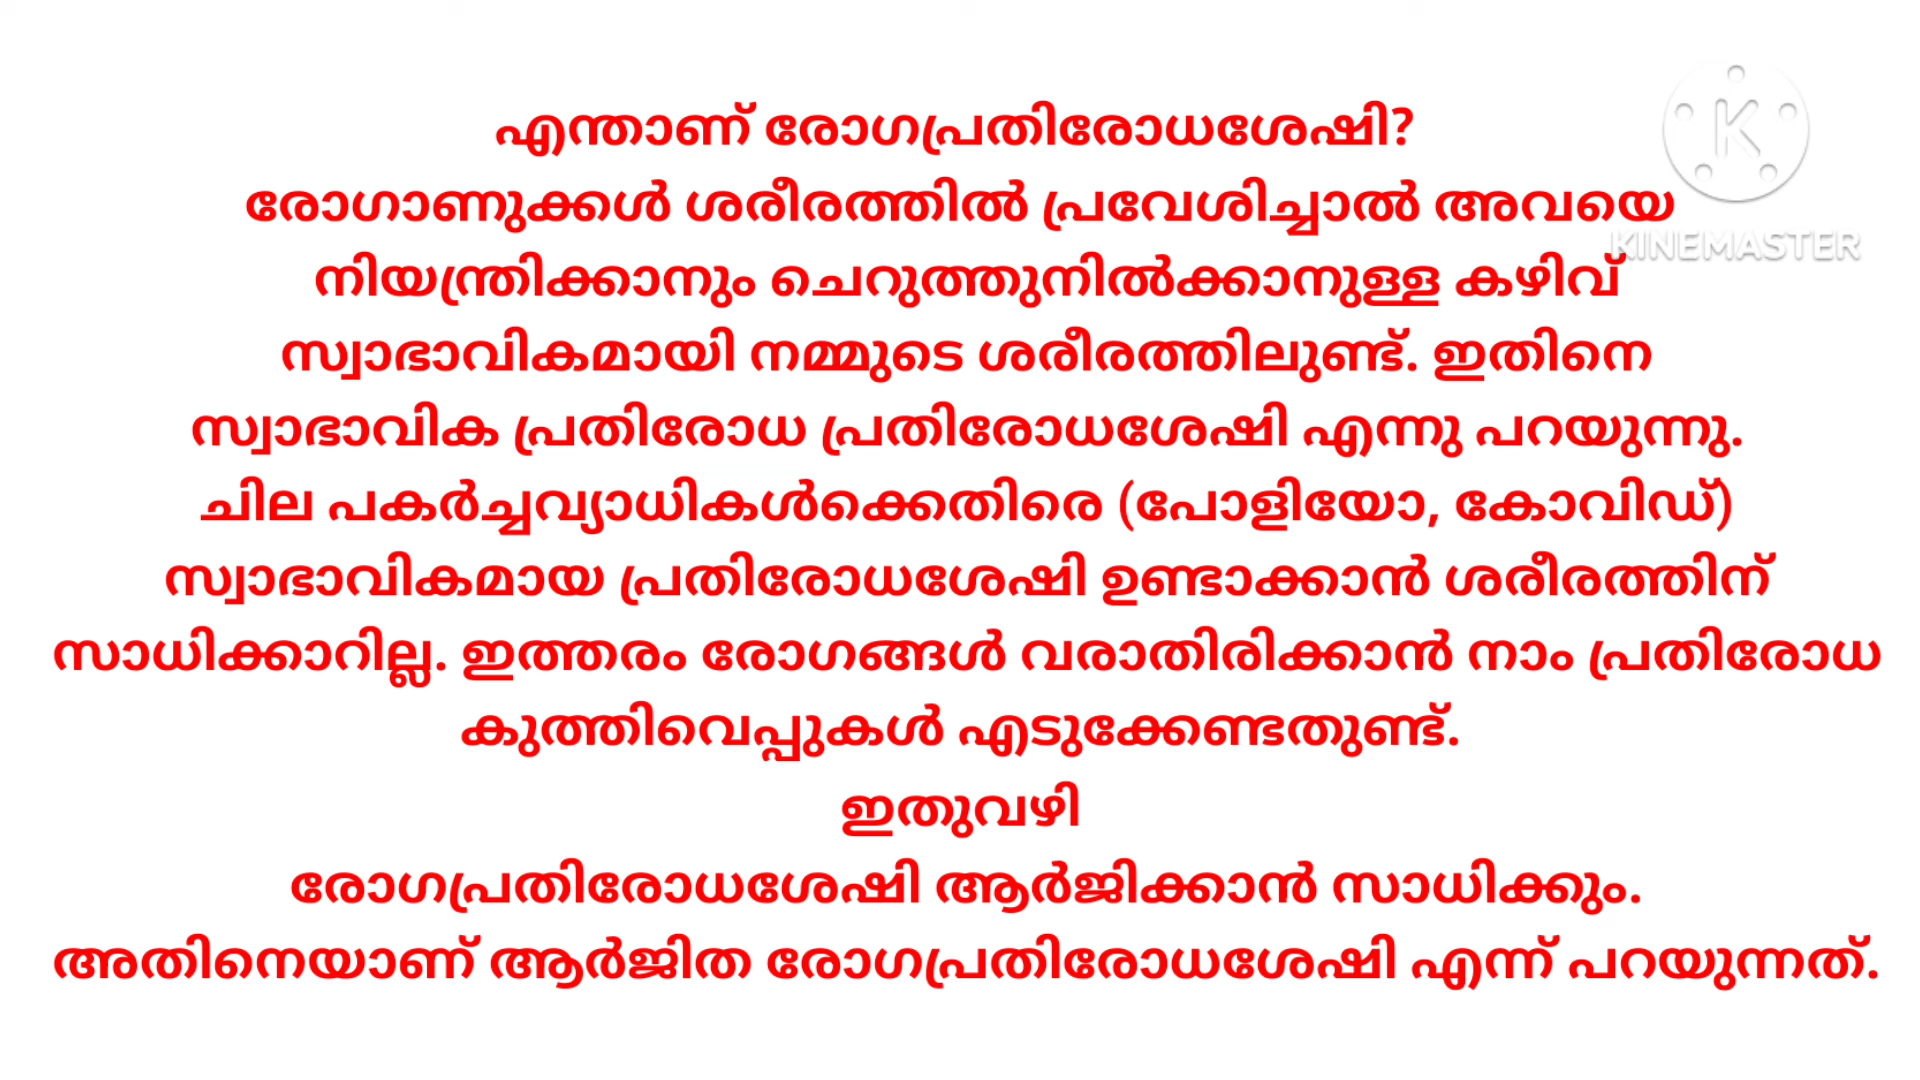 എന്താണ് രോഗപ്രതിരോധശേഷി?
രോഗാണുക്കൾ ശരീരത്തിൽ പ്രവേശിച്ചാൽ അവയെ
നിയന്ത്രിക്കാനും ചെറുത്തുനിൽക്കാനുള്ള കഴിവ്
സ്വാഭാവികമായി നമ്മുടെ ശരീരത്തിലുണ്ട്. ഇതിനെ
സ്വാഭാവിക പ്രതിരോധ പ്രതിരോധശേഷി എന്നു പറയുന്നു.
ചില പകർച്ചവ്യാധികൾക്കെതിരെ (പോളിയോ, കോവിഡ്)
സ്വാഭാവികമായ പ്രതിരോധശേഷി ഉണ്ടാക്കാൻ ശരീരത്തിന്
സാധിക്കാറില്ല. ഇത്തരം രോഗങ്ങൾ വരാതിരിക്കാൻ നാം പ്രതിരോധ
കുത്തിവെപ്പുകൾ എടുക്കേണ്ടതുണ്ട്.
ഇതുവഴി
രോഗപ്രതിരോധശേഷി ആർജിക്കാൻ സാധിക്കും.
അതിനെയാണ് ആർജിത രോഗപ്രതിരോധശേഷി എന്ന് പറയുന്നത്.
K
KINEMASTER